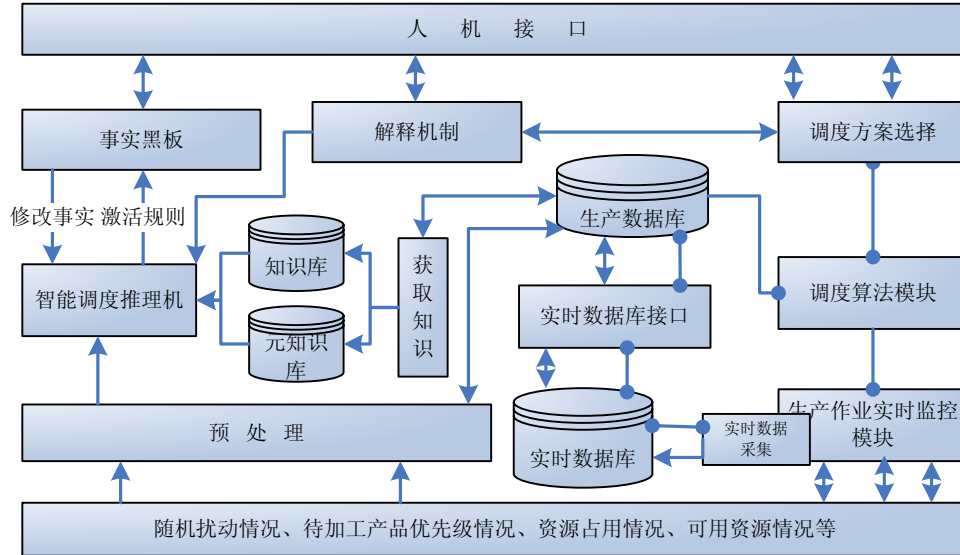 人 机 接 口
事实黑板
解释机制
调度方案选择
修改事实 激活规则
生产数据库
知识库
获取知识
智能调度推理机
实时数据库接口
调度算法模块
元知识
库
预 处 理
实时数据库
实时数据
采集
生产作业实时监控
模块
随机扰动情况、待加工产品优先级情况、资源占用情况、可用资源情况等